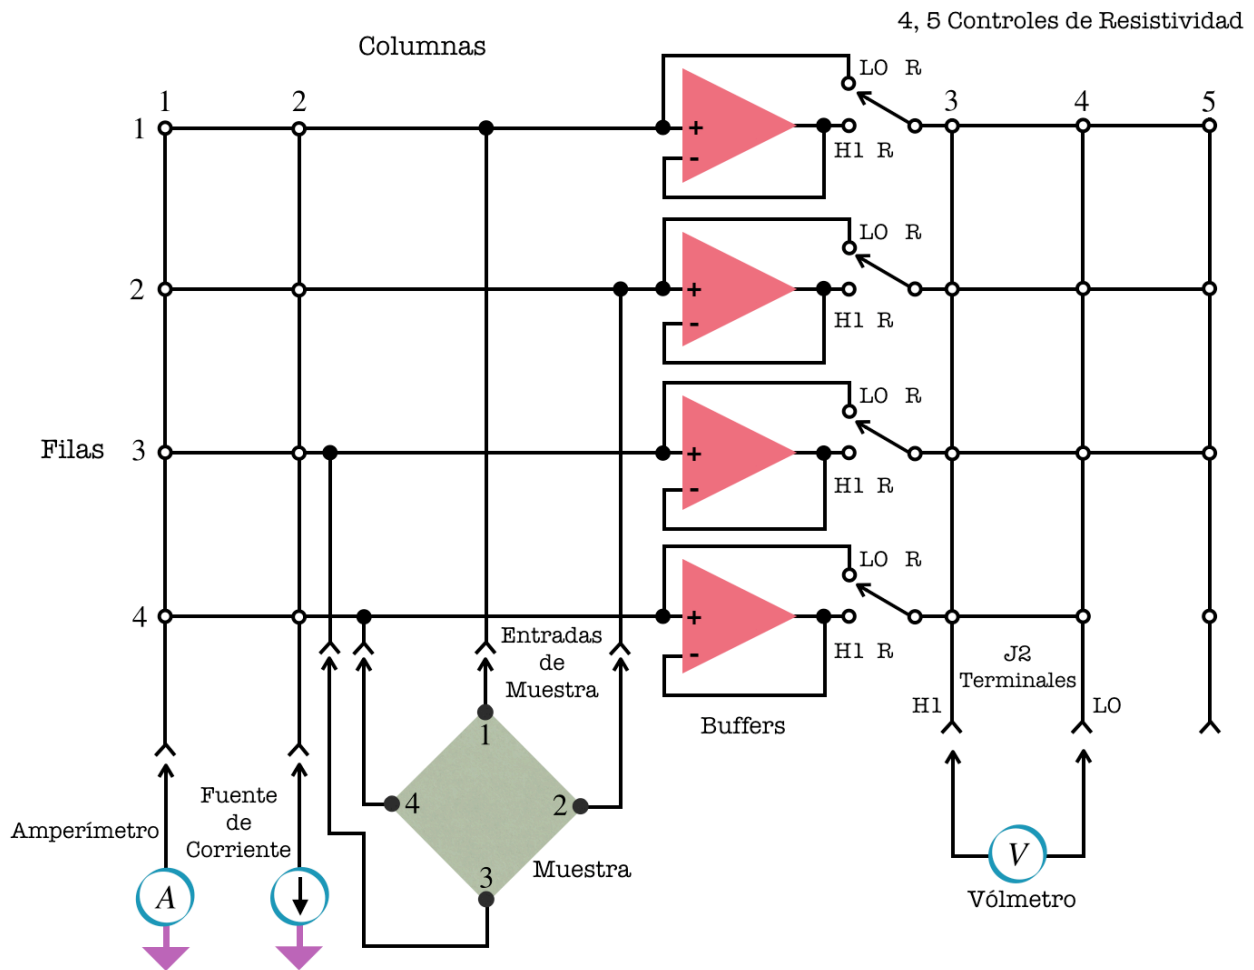 4, 5 Controles de Resistividad
Columnas
1
2
3
4
5
1
LO R
+
-
H1 R
2
LO R
+
-
H1 R
Filas
3
LO R
+
-
H1 R
4
LO R
+
-
H1 R
Entradas
de
Muestra
J2
Terminales
H1
LO
Buffers
1
4
2
3
Muestra
Fuente
de
Corriente
Amperímetro
A
V
Vólmetro